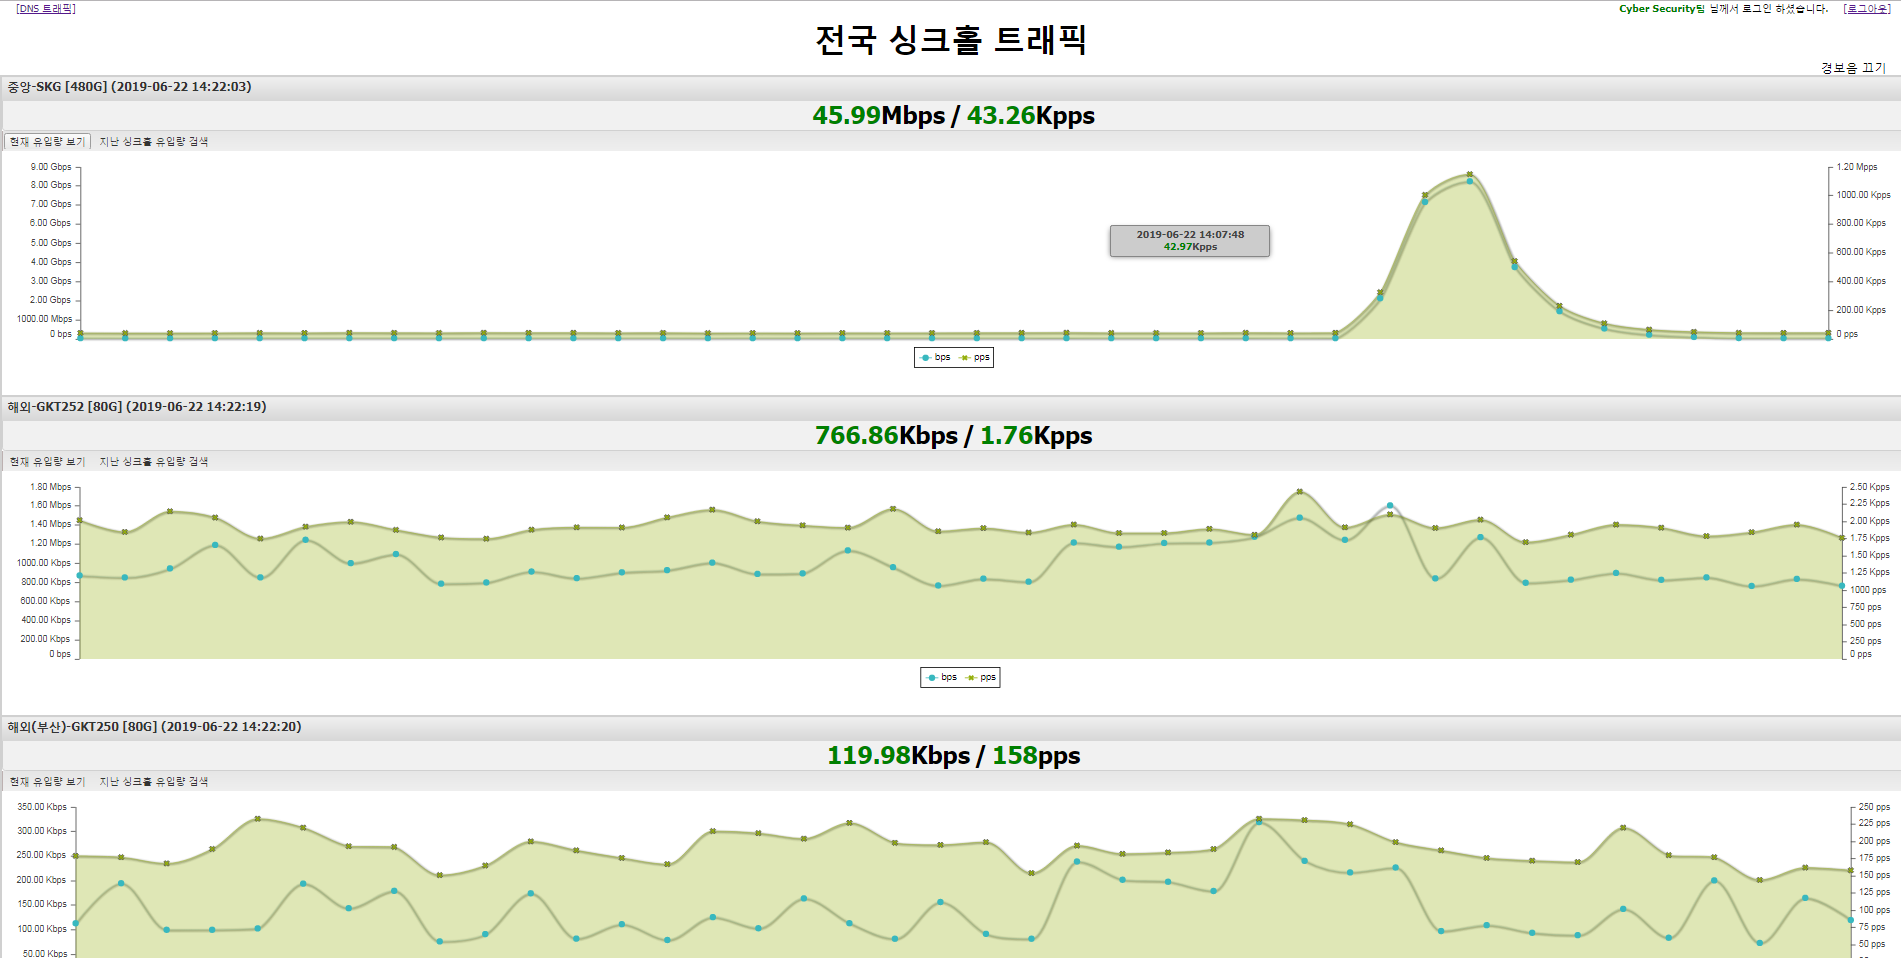 [DNS 트래픽]
Cyber Security팀 님께서 로그인 하셨습니다. [로그아웃]
전국 싱크홀 트래픽
경보음 끄기
중앙-SKG [480G] (2019-06-22 14:22:03)
45.99Mbps / 43.26Kpps
현재 유입량 보기 지난 싱크홀 유입량 검색
9.00 Gbps
8.00 Gbps
7.00 Gbps
6.00 Gbps
5.00 Gbps
4.00 Gbps
3.00 Gbps
2.00 Gbps
1000.00 Mbps
0 bps
2019-06-22 14:07:48
42.97Kpps
1.20 Mpps
1000.00 Kpps
800.00 Kpps
600.00 Kpps
400.00 Kpps
200.00 Kpps
0 pps
bps pps
해외-GKT252 [80G] (2019-06-22 14:22:19)
766.86Kbps / 1.76Kpps
현재 유입량 보기 지난 싱크홀 유입량 검색
1.80 Mbps
1.60 Mbps
1.40 Mbps
1.20 Mbps
1000.00 Kbps
800.00 Kbps
600.00 Kbps
400.00 Kbps
200.00 Kbps
0 bps
2.50 Kpps
2.25 Kpps
2.00 Kpps
1.75 Kpps
1.50 Kpps
1.25 Kpps
1000 pps
750 pps
500 pps
250 pps
0 pps
bps pps
해외(부산)-GKT250 [80G] (2019-06-22 14:22:20)
119.98Kbps / 158pps
현재 유입량 보기 지난 싱크홀 유입량 검색
350.00 Kbps
300.00 Kbps
250.00 Kbps
200.00 Kbps
150.00 Kbps
100.00 Kbps
50.00 Kbps
250 pps
225 pps
200 pps
175 pps
150 pps
125 pps
100 pps
75 pps
50 pps